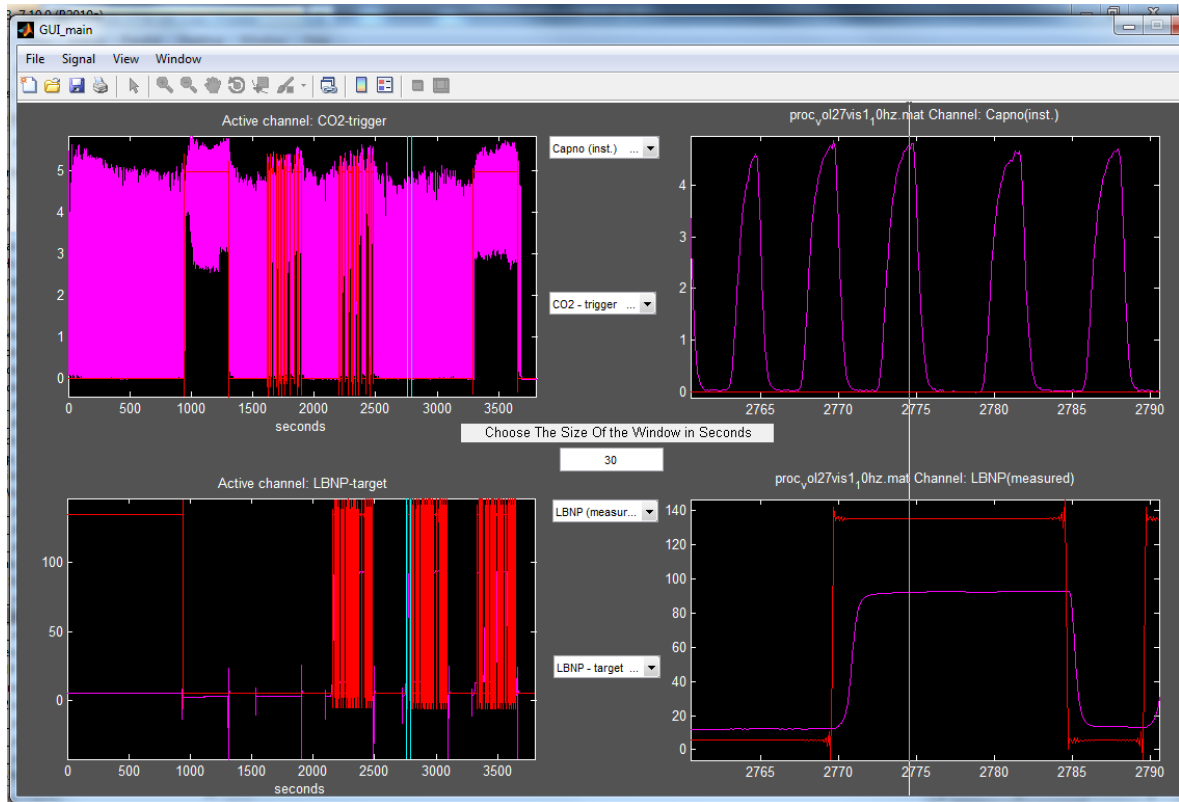 7.10.0 (R2010a)
GUI_main
File Signal View Window
Active channel: CO2-trigger
5
4
3
2
1
0
0 500 1000 1500 2000 2500 3000 3500
seconds
Capno (inst.) ...
CO2 - trigger ...
proc_vol27vis1_10hz.mat Channel: Capno(inst.)
4
3
2
1
0
2765 2770 2775 2780 2785 2790
Choose The Size Of the Window in Seconds
30
Active channel: LBNP-target
100
50
0
0 500 1000 1500 2000 2500 3000 3500
seconds
LBNP (measur...
LBNP - target ...
proc_vol27vis1_10hz.mat Channel: LBNP(measured)
140
120
100
80
60
40
20
0
2765 2770 2775 2780 2785 2790